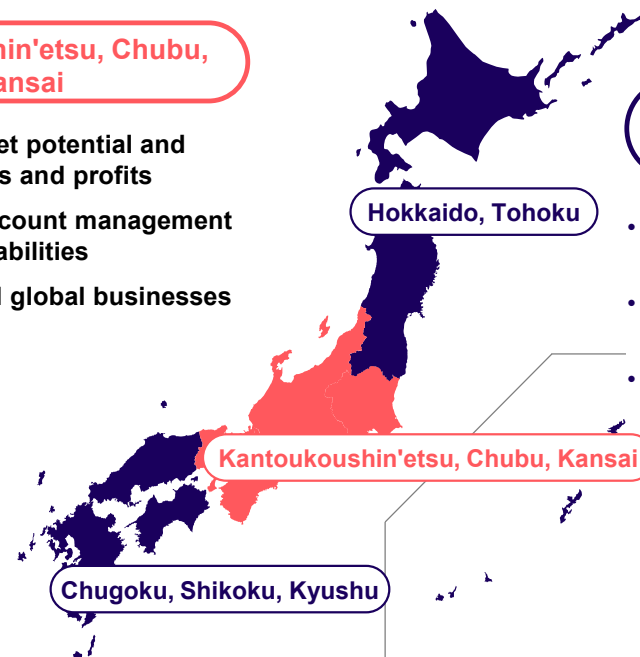 hin'etsu, Chubu,
ansai
et potential and
s and profits
count management
abilities
l global businesses
Hokkaido, Tohoku
Kantoukoushin'etsu, Chubu, Kansai
Chugoku, Shikoku, Kyushu